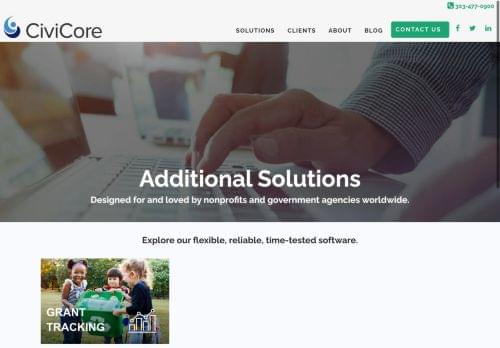 303-477-0900
CiviCore
SOLUTIONS
CLIENTS
ABOUT
BLOG
CONTACT US
Additional Solutions
Designed for and loved by nonprofits and government agencies worldwide.
Explore our flexible, reliable, time-tested software.
GRANT
TRACKING